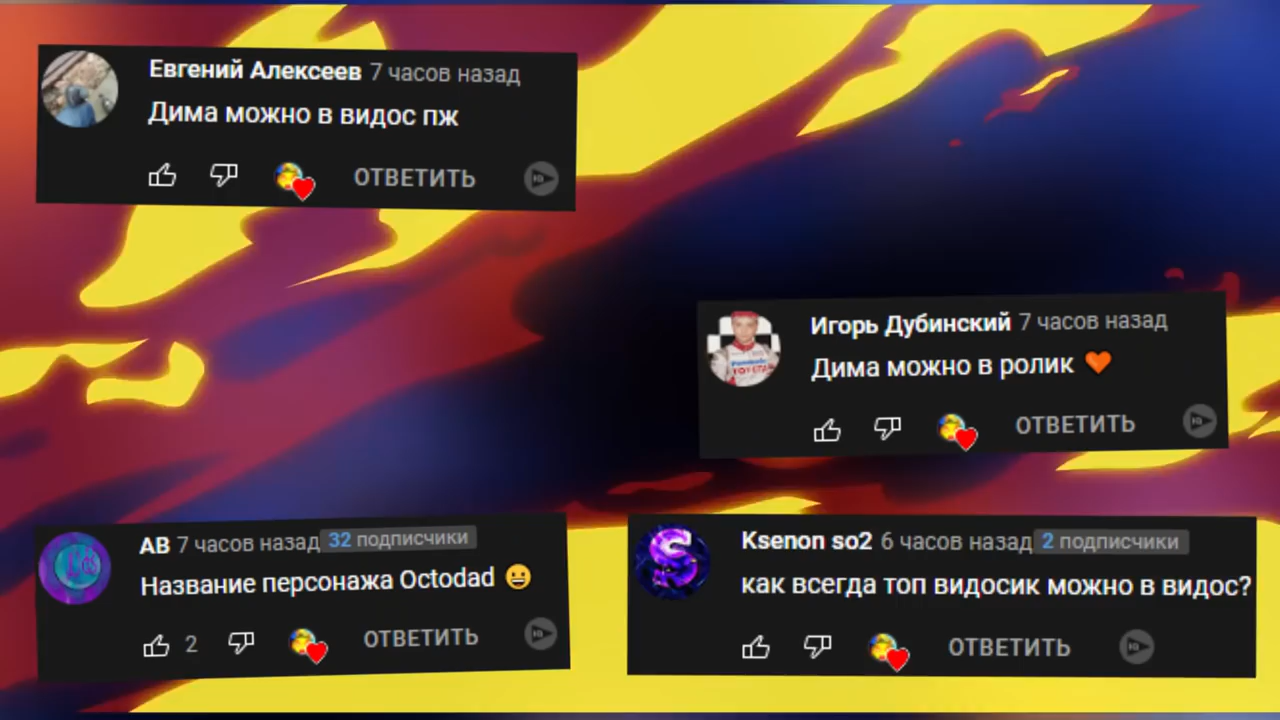 Евгений Алексеев 7 часов назад
Дима можно в видос пж
ОТВЕТИТЬ
Игорь Дубинский 7 часов назад
Дима можно в ролик 🧡
ОТВЕТИТЬ
АВ 7 часов назад 32 подписчики
Название персонажа Octodad 😀
2 ОТВЕТИТЬ
Ksenon so2 6 часов назад 2 подписчики
как всегда топ видосик можно в видос?
ОТВЕТИТЬ